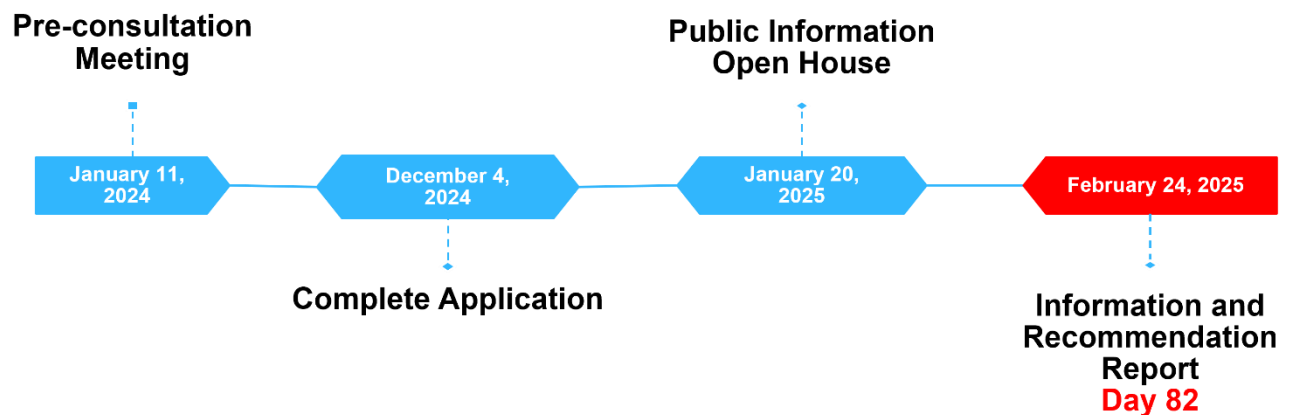 Pre-consultation
Meeting
January 11,
2024
December 4,
2024
Complete Application
Public Information
Open House
January 20,
2025
February 24, 2025
Information and
Recommendation
Report
Day 82